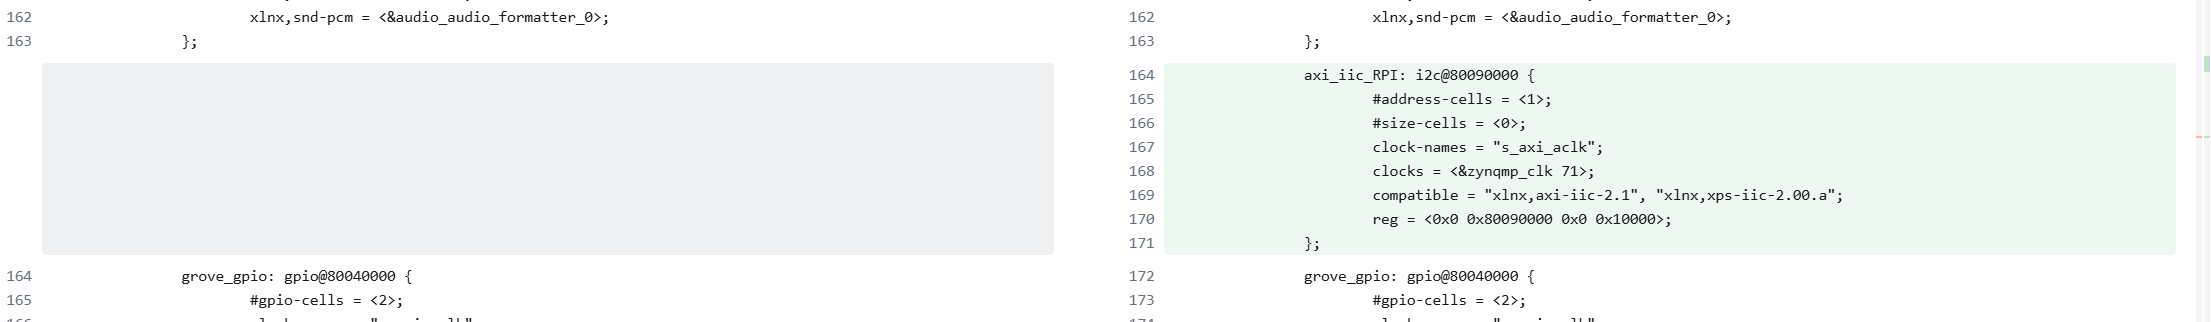 162 xlnx,snd-pcm = <&audio_audio_formatter_0>;
163 };
164 grove_gpio: gpio@80040000 {
165 #gpio-cells = <2>;
162 xlnx,snd-pcm = <&audio_audio_formatter_0>;
163 };
164 axi_iic_RPI: i2c@80090000 {
165 #address-cells = <1>;
166 #size-cells = <0>;
167 clock-names = "s_axi_aclk";
168 clocks = <&zynqmp_clk 71>;
169 compatible = "xlnx,axi-iic-2.1", "xlnx,xps-iic-2.00.a";
170 reg = <0x0 0x80090000 0x0 0x10000>;
171 };
172 grove_gpio: gpio@80040000 {
173 #gpio-cells = <2>;